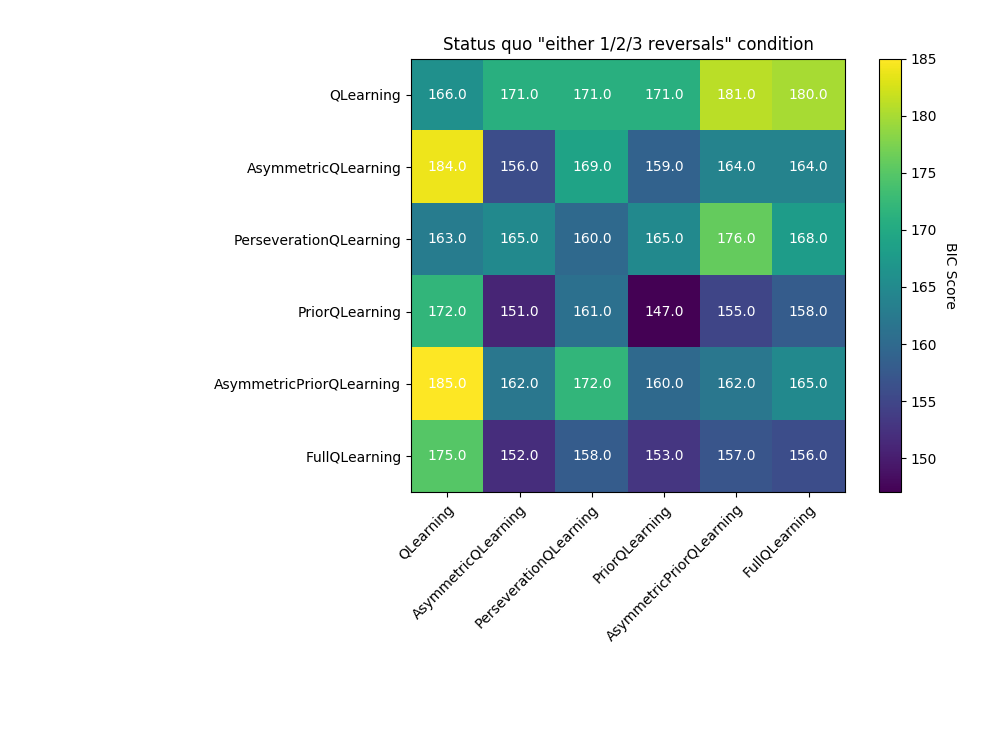 Status quo "either 1/2/3 reversals" condition
QLearning
166.0 171.0 171.0 171.0 181.0 180.0
AsymmetricQLearning
184.0 156.0 169.0 159.0 164.0 164.0
PerseverationQLearning
163.0 165.0 160.0 165.0 176.0 168.0
PriorQLearning
172.0 151.0 161.0 147.0 155.0 158.0
AsymmetricPriorQLearning
185.0 162.0 172.0 160.0 162.0 165.0
FullQLearning
175.0 152.0 158.0 153.0 157.0 156.0
QLearning
AsymmetricQLearning
PerseverationQLearning
PriorQLearning
AsymmetricPriorQLearning
FullQLearning
185
180
175
170
165
160
155
150
BIC Score